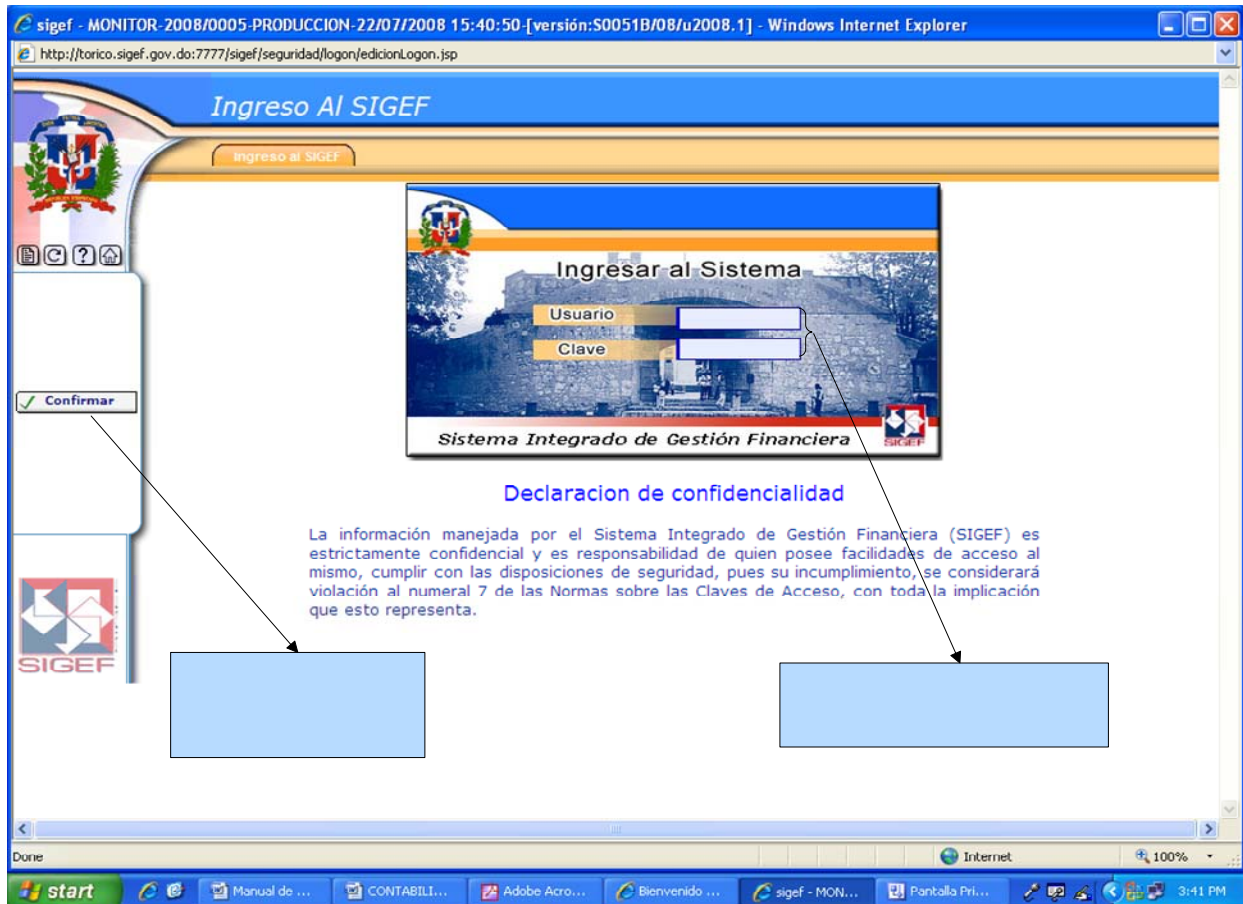 sigef - MONITOR-2008/0005-PRODUCCION-22/07/2008 15:40:50-[versión:S0051B/08/u2008.1] - Windows Internet Explorer
http://torico.sigef.gov.do:7777/sigef/seguridad/logon/edicionLogon.jsp
Ingreso Al SIGEF
Ingreso al SIGEF
Ingresar al Sistema
Usuario
Clave
Confirmar
Sistema Integrado de Gestión Financiera
SIGEF
Declaracion de confidencialidad
La información manejada por el Sistema Integrado de Gestión Financiera (SIGEF) es
estrictamente confidencial y es responsabilidad de quien posee facilidades de acceso al
mismo, cumplir con las disposiciones de seguridad, pues su incumplimiento, se considerará
violación al numeral 7 de las Normas sobre las Claves de Acceso, con toda la implicación
que esto representa.
SIGEF
Done
Internet
100%
start
Manual de ...
CONTABILI...
Adobe Acro...
Bienvenido ...
sigef - MON...
Pantalla Pri...
3:41 PM